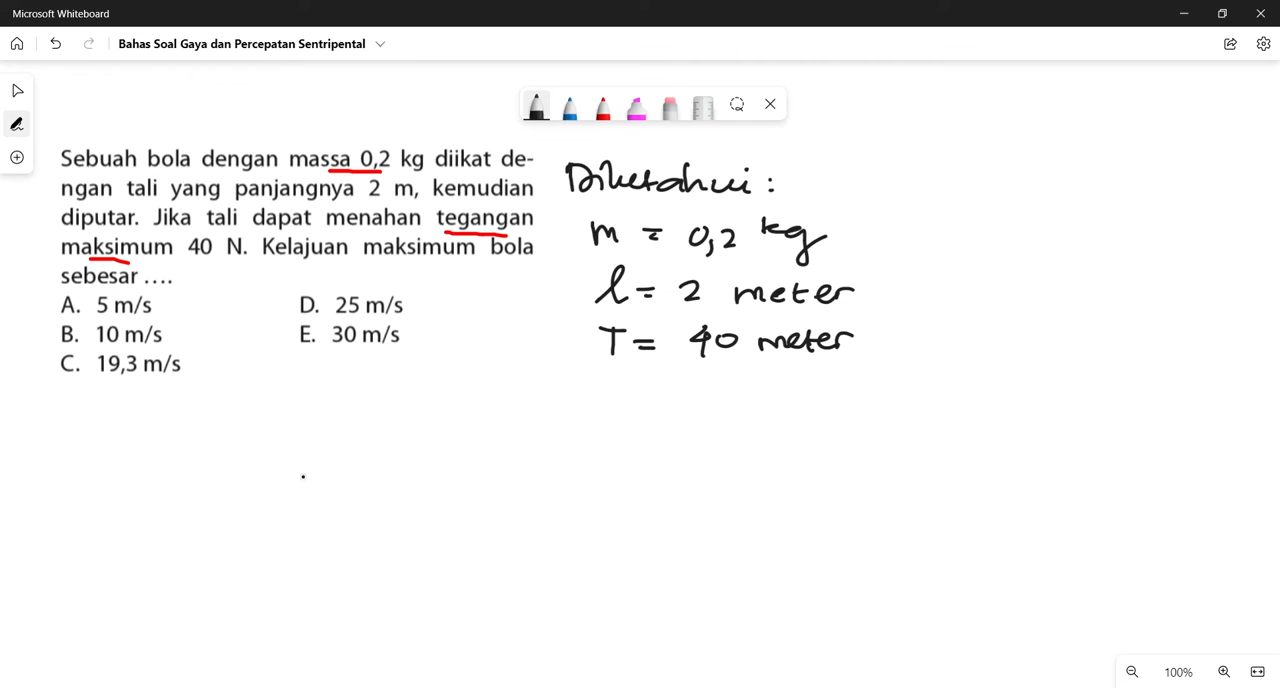 Microsoft Whiteboard
Bahas Soal Gaya dan Percepatan Sentripental
Sebuah bola dengan massa 0,2 kg diikat de-
ngan tali yang panjangnya 2 m, kemudian
diputar. Jika tali dapat menahan tegangan
maksimum 40 N. Kelajuan maksimum bola
sebesar ....
A. 5 m/s
B. 10 m/s
C. 19,3 m/s
D. 25 m/s
E. 30 m/s
Diketahui :
m = 0,2 kg
l = 2 meter
T = 40 meter
100%